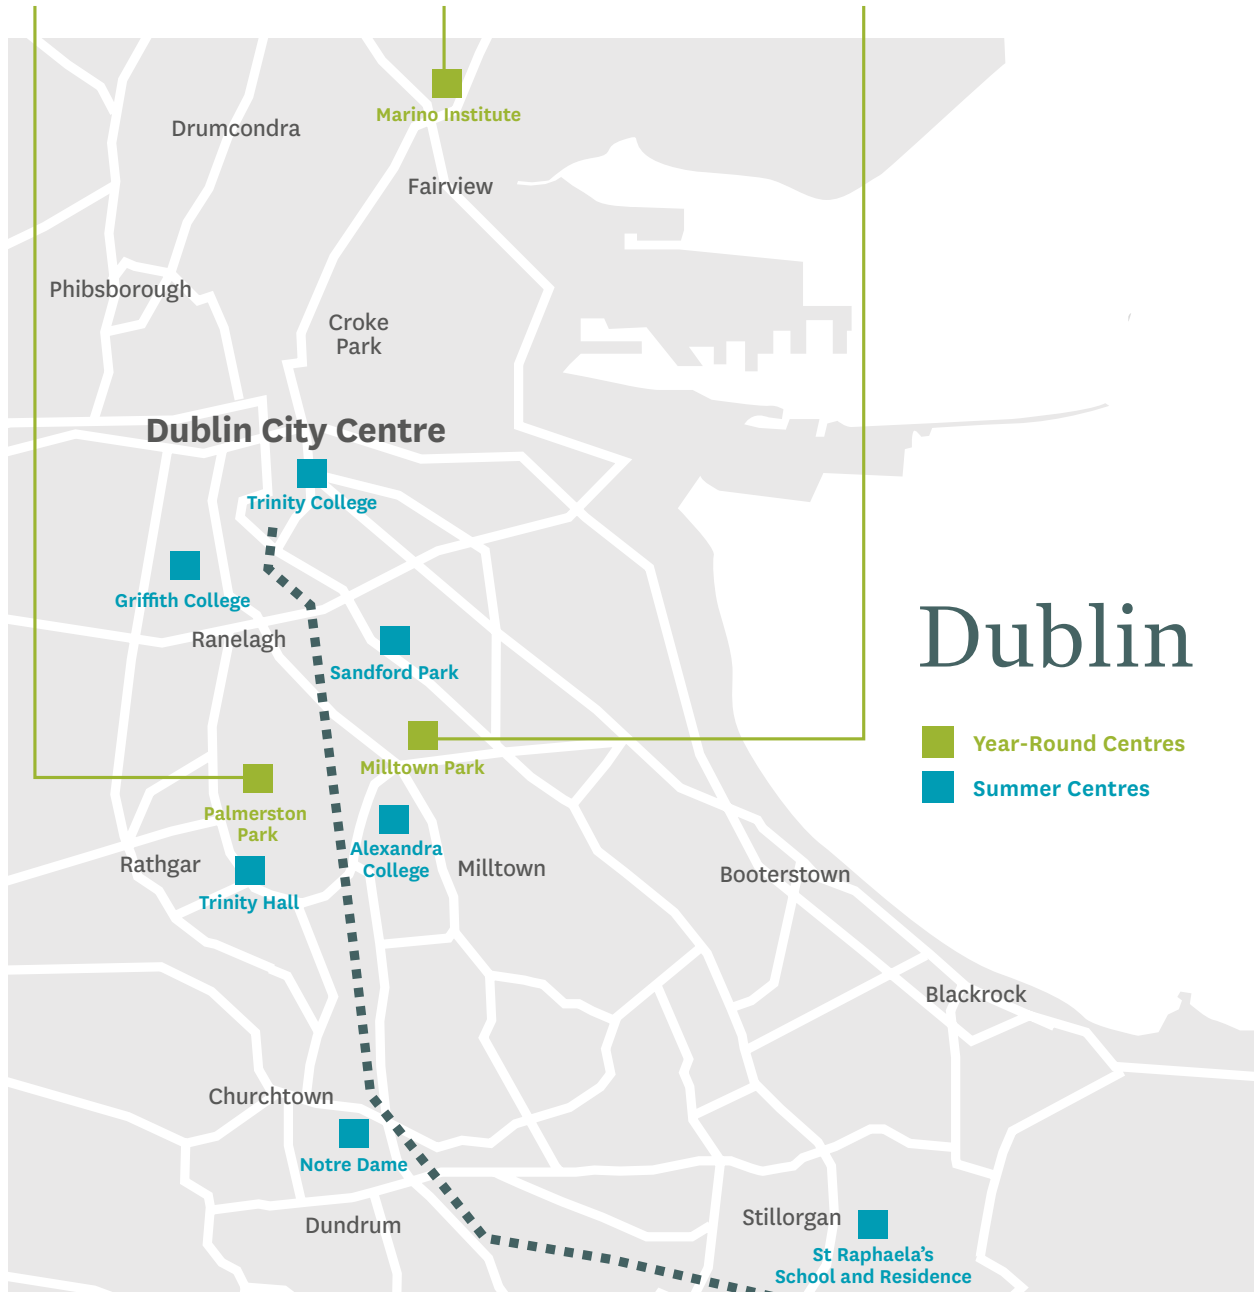 Marino Institute
Drumcondra
Fairview
Phibsborough
Croke
Park
Dublin City Centre
Trinity College
Griffith College
Ranelagh
Sandford Park
Dublin
Year-Round Centres
Summer Centres
Milltown Park
Palmerston
Park
Alexandra
College
Rathgar
Milltown
Booterstown
Trinity Hall
Blackrock
Churchtown
Notre Dame
Dundrum
Stillorgan
St Raphaela’s
School and Residence